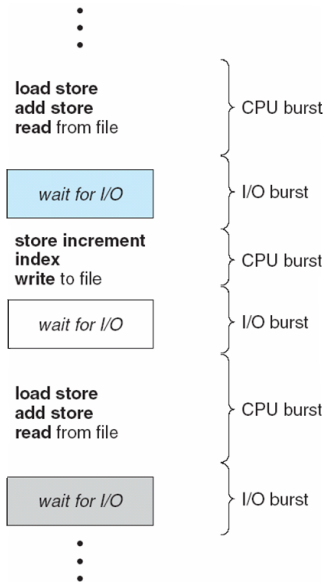 load store
add store
read from file
CPU burst
wait for I/O
I/O burst
store increment
index
write to file
CPU burst
wait for I/O
I/O burst
load store
add store
read from file
CPU burst
wait for I/O
I/O burst